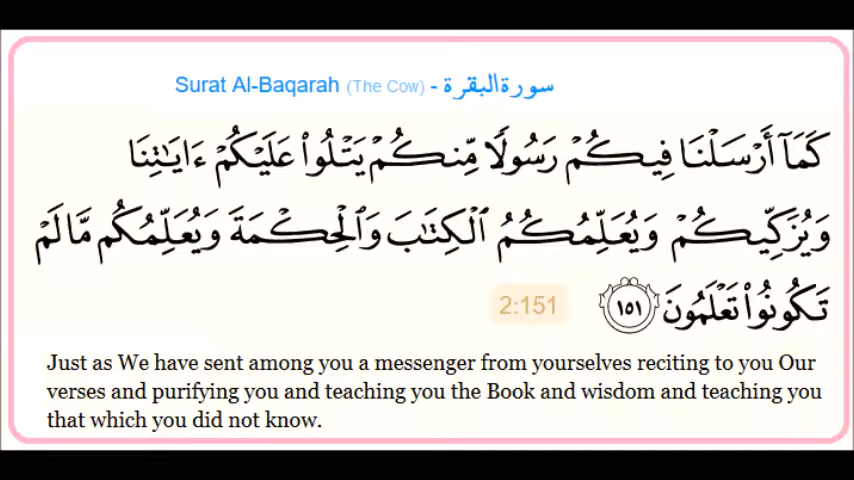 Surat Al-Baqarah (The Cow) - سورة البقرة
كَمَآ أَرْسَلْنَا فِيكُمْ رَسُولًا مِّنكُمْ يَتْلُوا۟ عَلَيْكُمْ ءَايَـٰتِنَا
وَيُزَكِّيكُمْ وَيُعَلِّمُكُمُ ٱلْكِتَـٰبَ وَٱلْحِكْمَةَ وَيُعَلِّمُكُم مَّا لَمْ
تَكُونُوا۟ تَعْلَمُونَ ١٥١ 2:151
Just as We have sent among you a messenger from yourselves reciting to you Our
verses and purifying you and teaching you the Book and wisdom and teaching you
that which you did not know.